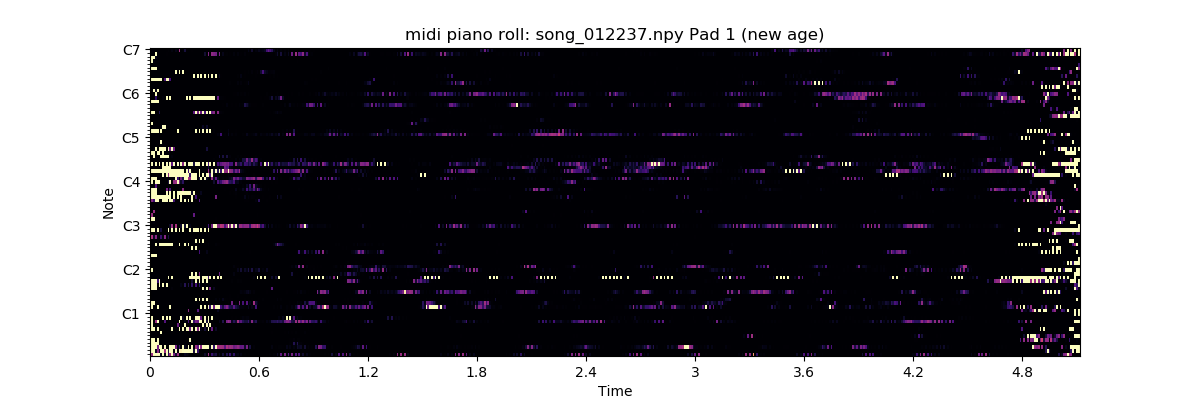 midi piano roll: song_012237.npy Pad 1 (new age)
C7
C6
C5
C4
C3
C2
C1
Note
0 0.6 1.2 1.8 2.4 3 3.6 4.2 4.8
Time